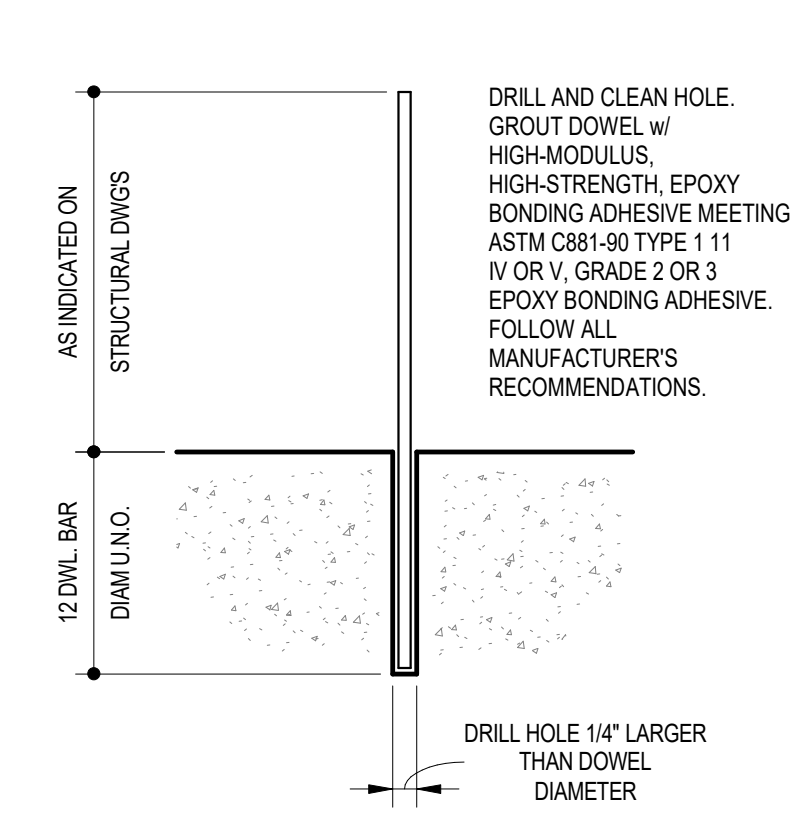 DRILL AND CLEAN HOLE.
GROUT DOWEL w/
HIGH-MODULUS,
HIGH-STRENGTH, EPOXY
BONDING ADHESIVE MEETING
ASTM C881-90 TYPE 1 11
IV OR V, GRADE 2 OR 3
EPOXY BONDING ADHESIVE.
FOLLOW ALL
MANUFACTURER'S
RECOMMENDATIONS.
AS INDICATED ON
STRUCTURAL DWG'S
12 DWL. BAR
DIAM U.N.O.
DRILL HOLE 1/4" LARGER
THAN DOWEL
DIAMETER